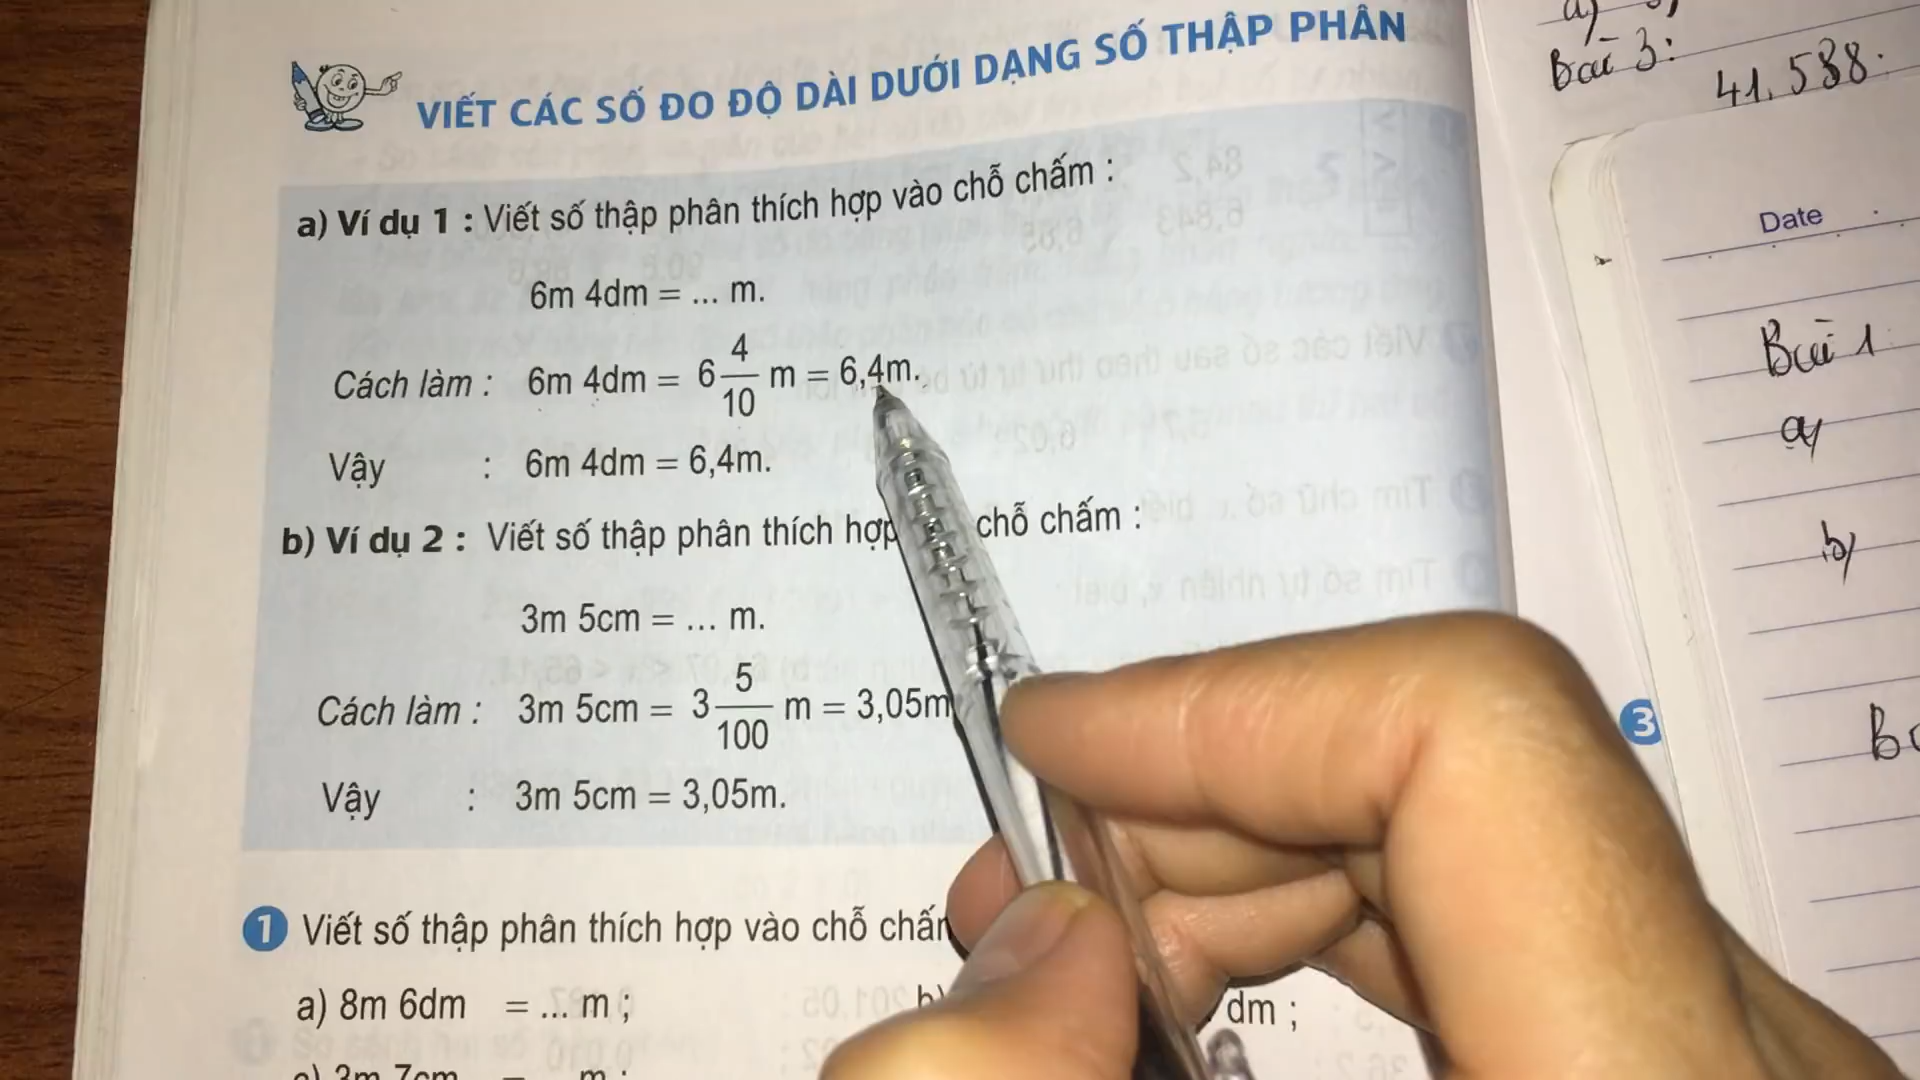 VIẾT CÁC SỐ ĐO ĐỘ DÀI DƯỚI DẠNG SỐ THẬP PHÂN
a) Ví dụ 1 : Viết số thập phân thích hợp vào chỗ chấm :
6m 4dm = ... m.
Cách làm : 6m 4dm = 6 4/10 m = 6,4m.
Vậy : 6m 4dm = 6,4m.
b) Ví dụ 2 : Viết số thập phân thích hợp chỗ chấm :
3m 5cm = ... m.
Cách làm : 3m 5cm = 3 5/100 m = 3,05m
Vậy : 3m 5cm = 3,05m.
1 Viết số thập phân thích hợp vào chỗ
a) 8m 6dm = ... m ;
dm ;
3m 7cm
3
Bài 3:
41,538.
Date
Bài 1
a)
b)